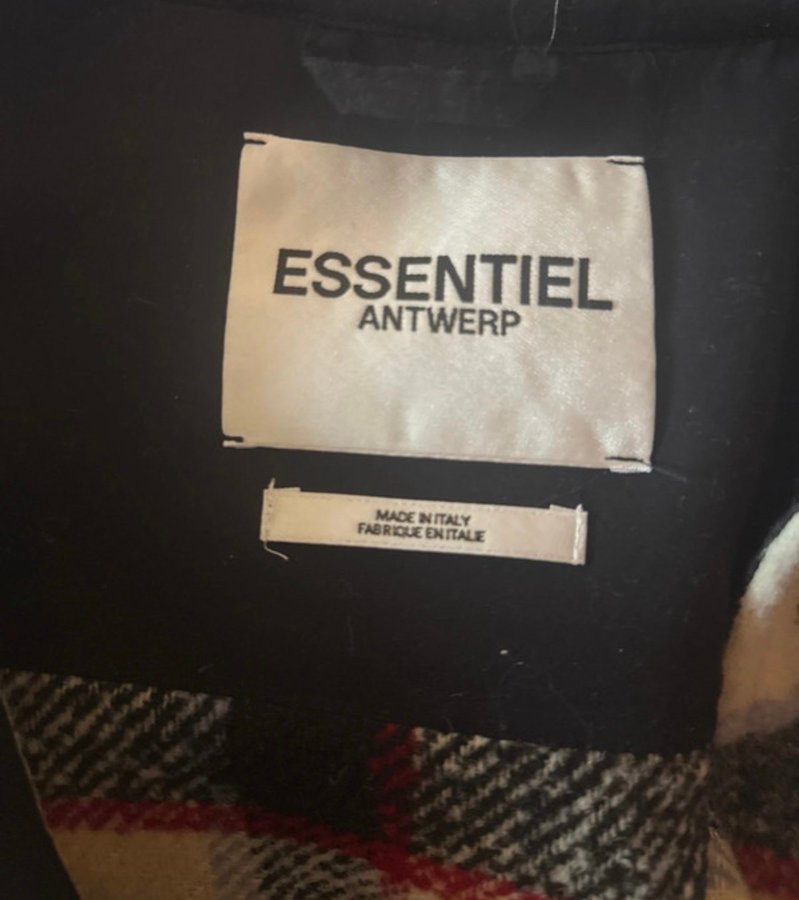 ESSENTIEL
ANTWERP
MADE IN ITALY
FABRIQUE EN ITALIE